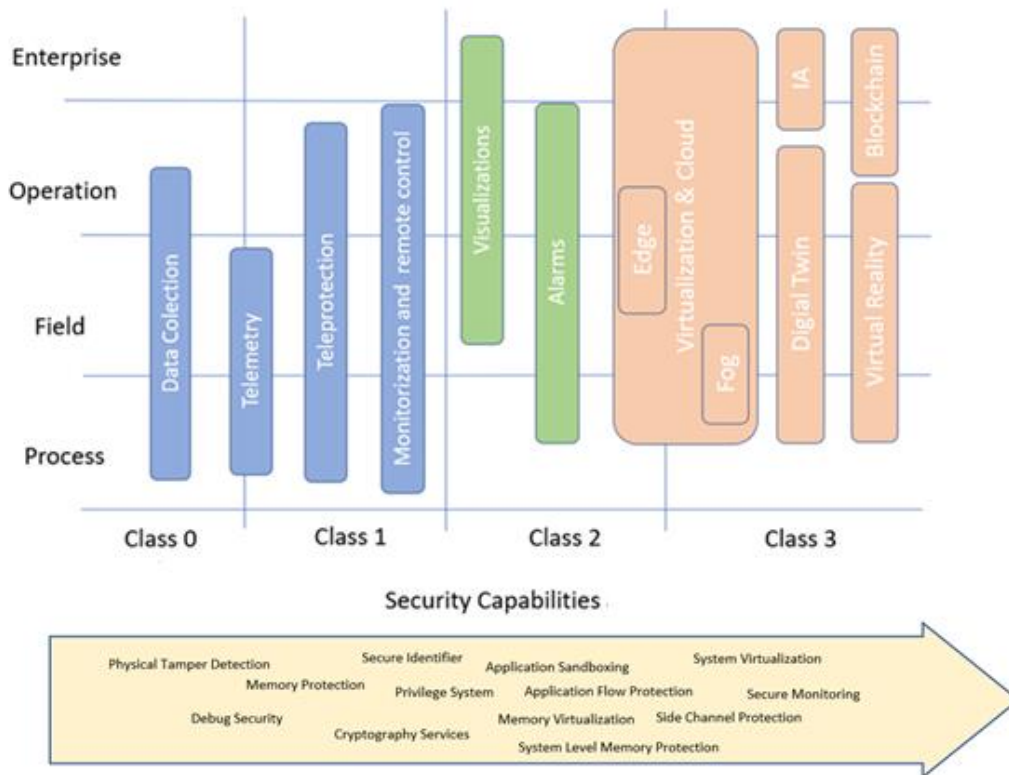 Enterprise
Operation
Field
Process
Data Colection
Telemetry
Teleprotection
Monitorization and remote control
Visualizations
Alarms
Edge
Virtualization & Cloud
Fog
IA
Digial Twin
Blockchain
Virtual Reality
Class 0
Class 1
Class 2
Class 3
Security Capabilities
Physical Tamper Detection
Secure Identifier
Application Sandboxing
System Virtualization
Memory Protection
Privilege System
Application Flow Protection
Secure Monitoring
Debug Security
Cryptography Services
Memory Virtualization
Side Channel Protection
System Level Memory Protection